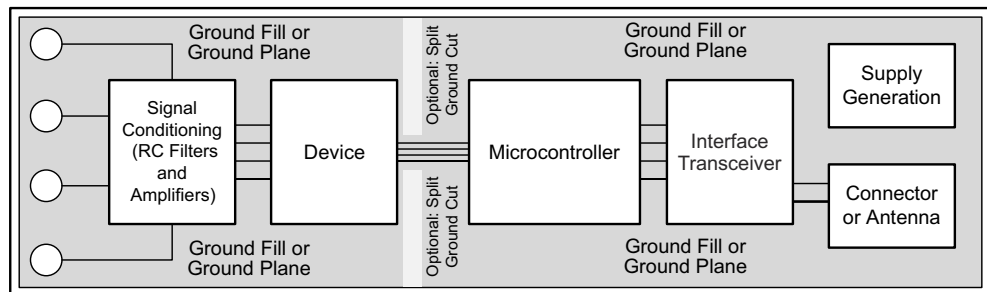 Ground Fill or
Ground Plane
Optional: Split
Ground Cut
Ground Fill or
Ground Plane
Signal
Conditioning
(RC Filters
and
Amplifiers)
Device
Microcontroller
Interface
Transceiver
Supply
Generation
Connector
or Antenna
Ground Fill or
Ground Plane
Optional: Split
Ground Cut
Ground Fill or
Ground Plane